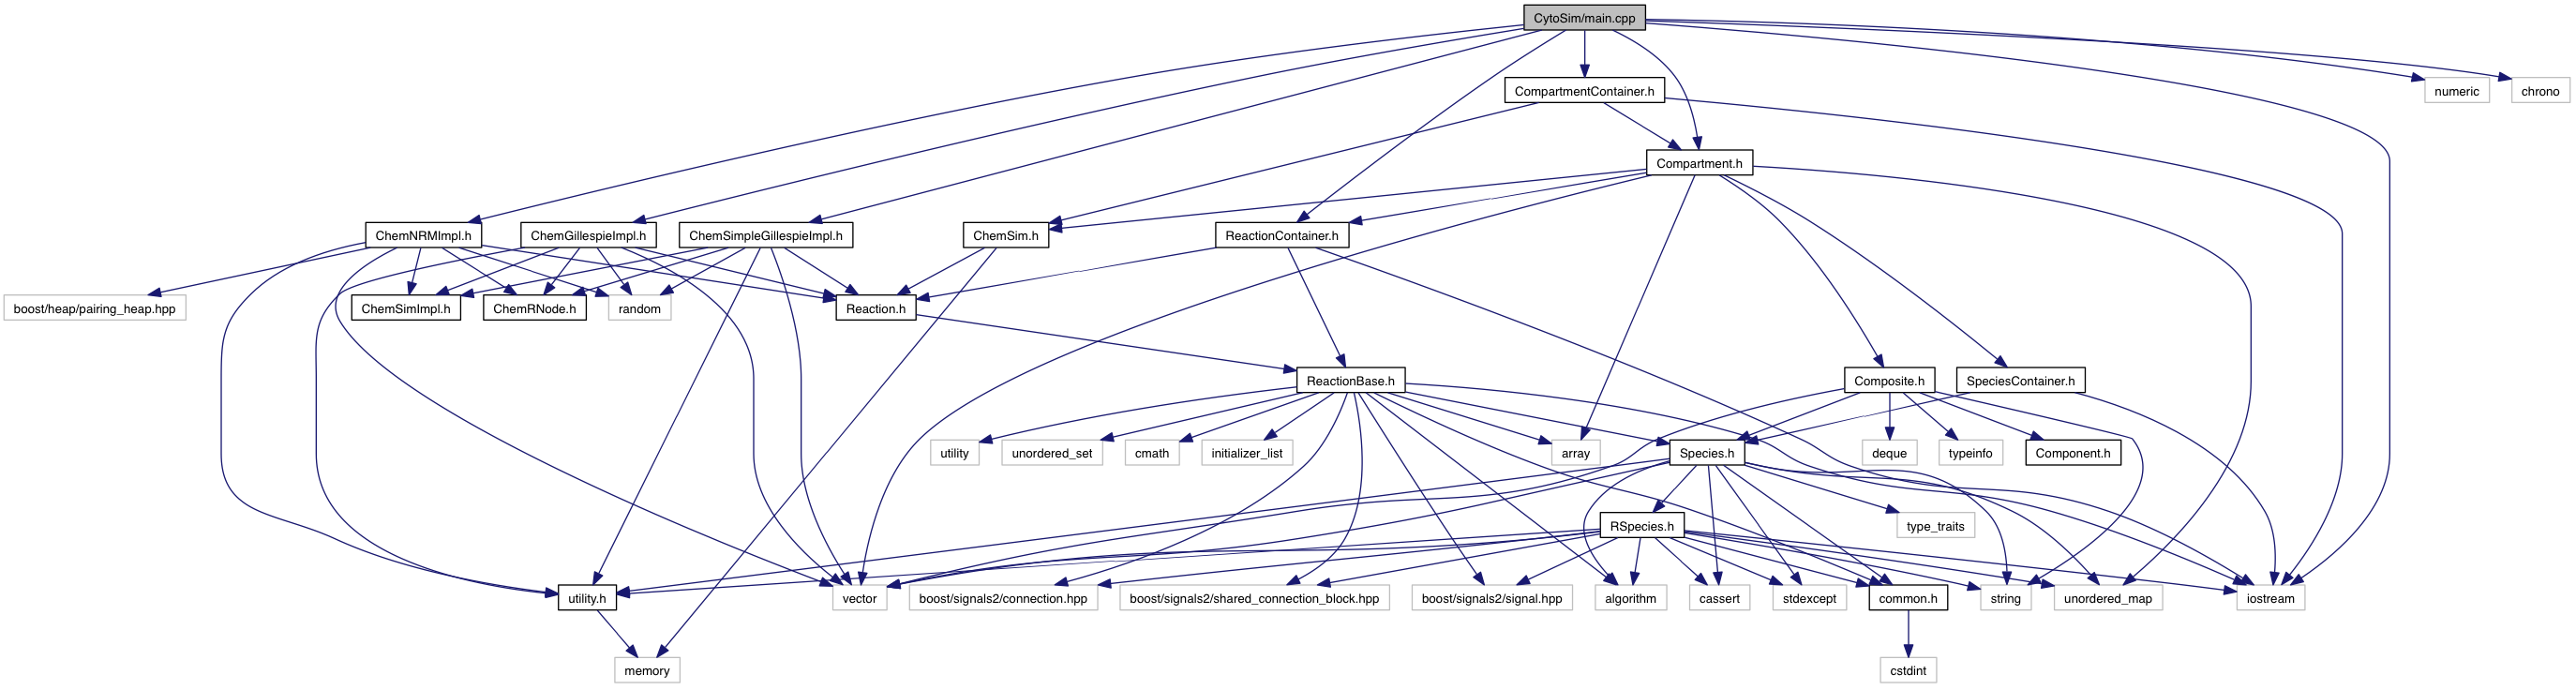 CytoSim/main.cpp
CompartmentContainer.h
numeric
chrono
Compartment.h
ChemNRMImpl.h
ChemGillespieImpl.h
ChemSimpleGillespieImpl.h
ChemSim.h
ReactionContainer.h
boost/heap/pairing_heap.hpp
ChemSimImpl.h
ChemRNode.h
random
Reaction.h
ReactionBase.h
Composite.h
SpeciesContainer.h
utility
unordered_set
cmath
initializer_list
array
Species.h
deque
typeinfo
Component.h
RSpecies.h
type_traits
utility.h
vector
boost/signals2/connection.hpp
boost/signals2/shared_connection_block.hpp
boost/signals2/signal.hpp
algorithm
cassert
stdexcept
common.h
string
unordered_map
iostream
memory
cstdint